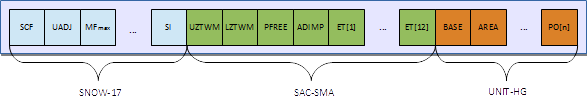 SCF UADJ MFmax ... SI UZTWM LZTWM PFREE ADIMP ET[1] ... ET[12] BASE AREA ... PO[n]
SNOW-17 SAC-SMA UNIT-HG